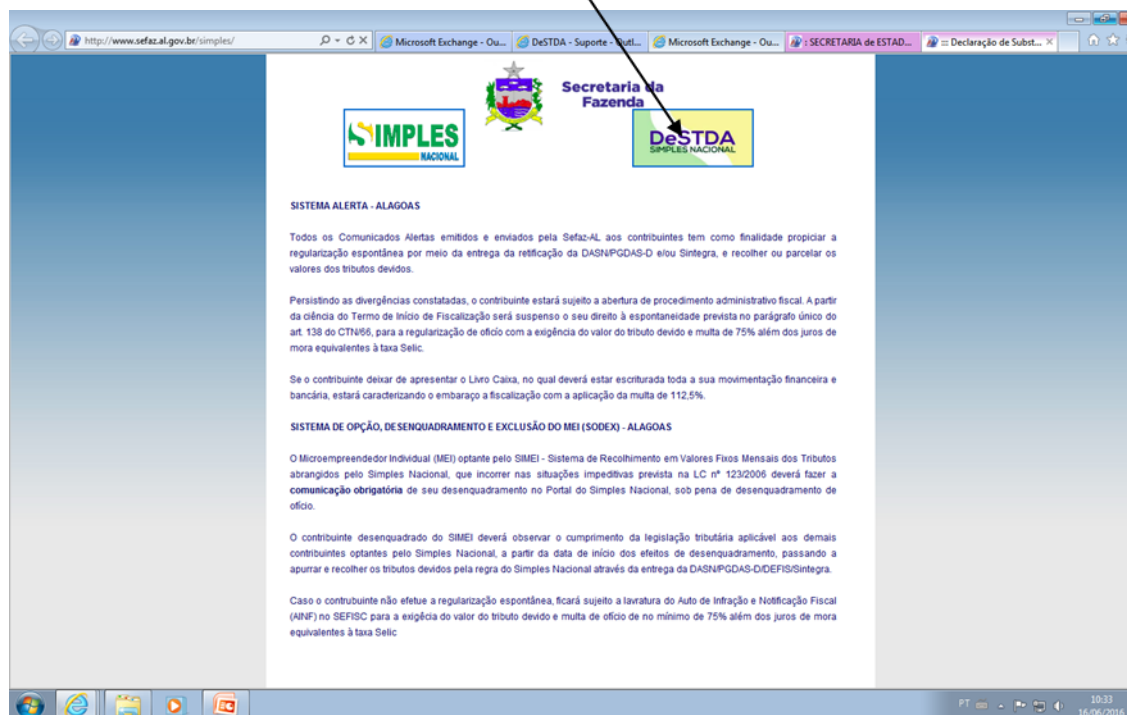 http://www.sefaz.al.gov.br/simples/
Microsoft Exchange - Ou...
DeSTDA - Suporte - Outl...
Microsoft Exchange - Ou...
: SECRETARIA de ESTAD...
::: Declaração de Subst...
Secretaria da
Fazenda
SIMPLES
NACIONAL
DeSTDA
SIMPLES NACIONAL
SISTEMA ALERTA - ALAGOAS
Todos os Comunicados Alertas emitidos e enviados pela Sefaz-AL aos contribuintes tem como finalidade propiciar a
regularização espontânea por meio da entrega da retificação da DASN/PGDAS-D e/ou Sintegra, e recolher ou parcelar os
valores dos tributos devidos.
Persistindo as divergências constatadas, o contribuinte estará sujeito a abertura de procedimento administrativo fiscal. A partir
da ciência do Termo de Início de Fiscalização será suspenso o seu direito à espontaneidade prevista no parágrafo único do
art. 138 do CTN/66, para a regularização de ofício com a exigência do valor do tributo devido e multa de 75% além dos juros de
mora equivalentes à taxa Selic.
Se o contribuinte deixar de apresentar o Livro Caixa, no qual deverá estar escriturada toda a sua movimentação financeira e
bancária, estará caracterizando o embaraço a fiscalização com a aplicação da multa de 112,5%.
SISTEMA DE OPÇÃO, DESENQUADRAMENTO E EXCLUSÃO DO MEI (SODEX) - ALAGOAS
O Microempreendedor Individual (MEI) optante pelo SIMEI - Sistema de Recolhimento em Valores Fixos Mensais dos Tributos
abrangidos pelo Simples Nacional, que incorrer nas situações impeditivas prevista na LC nº 123/2006 deverá fazer a
comunicação obrigatória de seu desenquadramento no Portal do Simples Nacional, sob pena de desenquadramento de
ofício.
O contribuinte desenquadrado do SIMEI deverá observar o cumprimento da legislação tributária aplicável aos demais
contribuintes optantes pelo Simples Nacional, a partir da data de início dos efeitos de desenquadramento, passando a
apurrar e recolher os tributos devidos pela regra do Simples Nacional através da entrega da DASN/PGDAS-D/DEFIS/Sintegra.
Caso o contrubuinte não efetue a regularização espontânea, ficará sujeito a lavratura do Auto de Infração e Notificação Fiscal
(AINF) no SEFISC para a exigêcia do valor do tributo devido e multa de ofício de no mínimo de 75% além dos juros de mora
equivalentes à taxa Selic
PT
10:33
16/06/2016